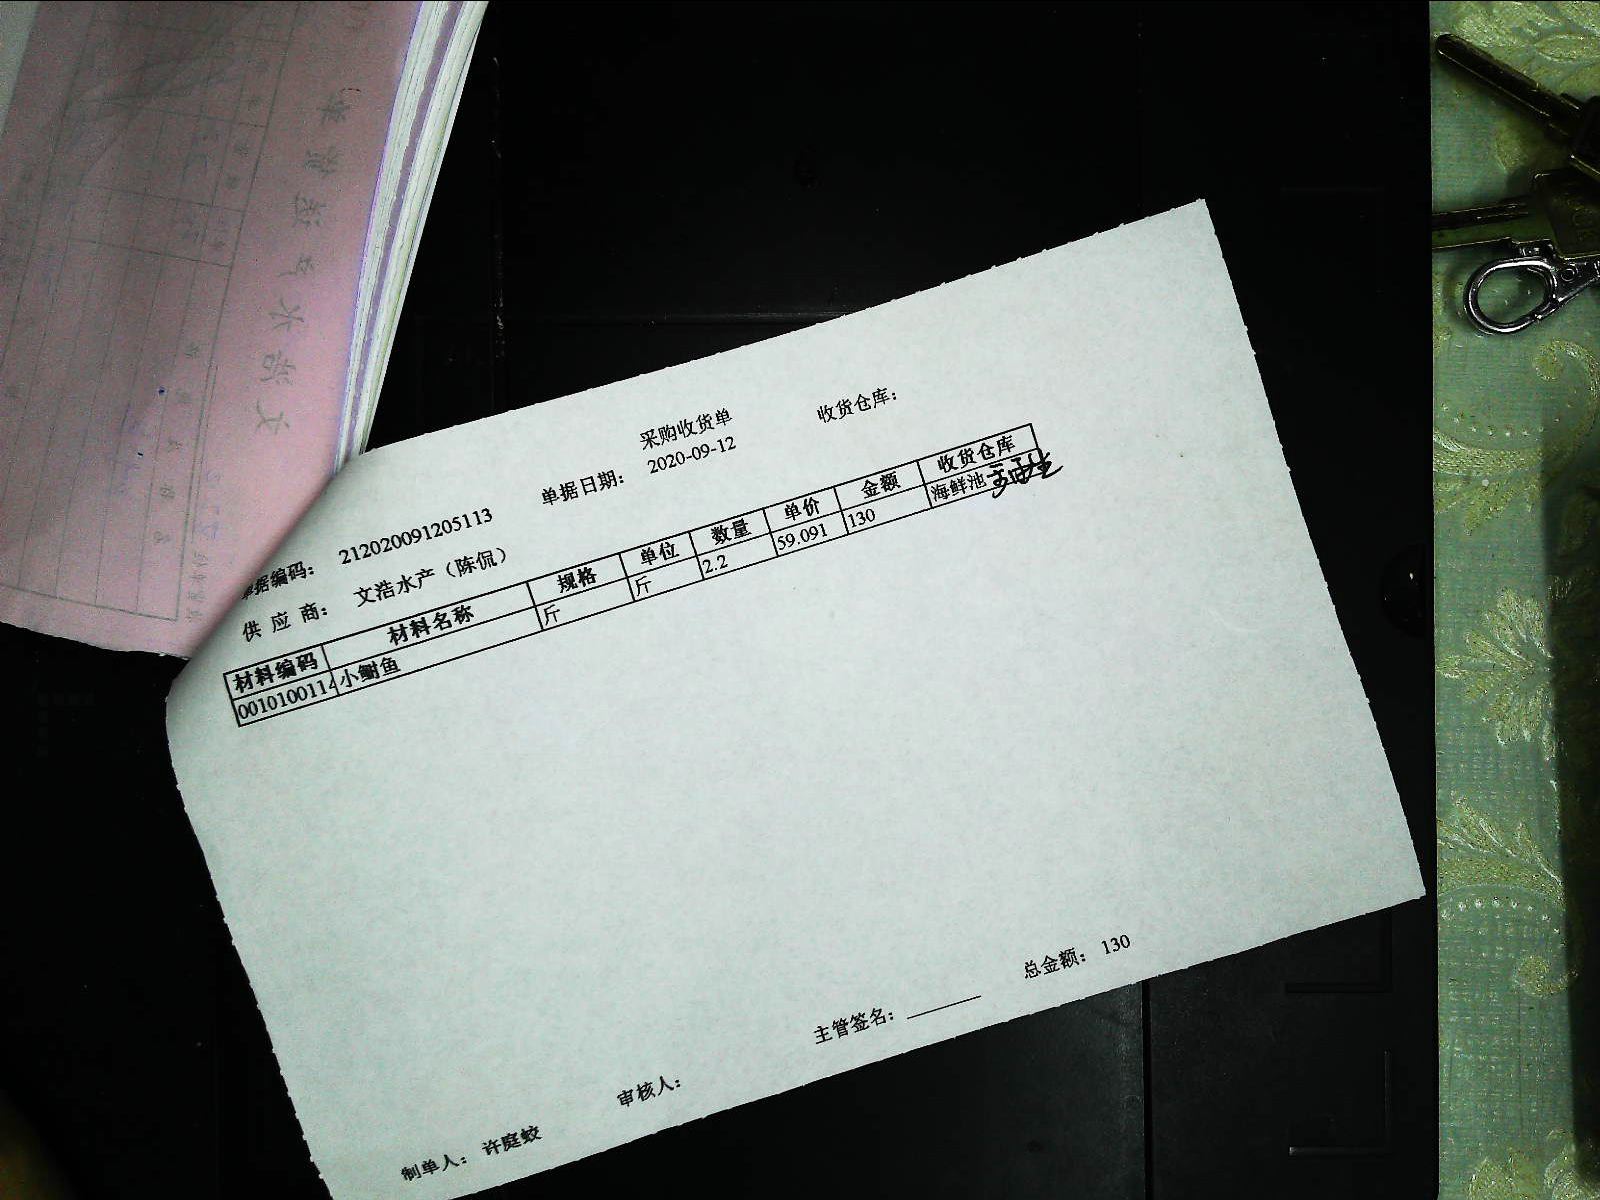 采购收货单
收货仓库：
单据编码： 212020091205113 单据日期： 2020-09-12
供 应 商： 文浩水产（陈侃）
材料编码 材料名称 规格 单位 数量 单价 金额 收货仓库
0010100114 小鲥鱼 斤 斤 2.2 59.091 130 海鲜池
总金额： 130
制单人： 许庭蛟 审核人： 主管签名：